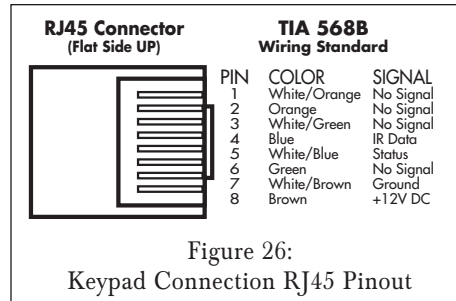 RJ45 Connector
(Flat Side UP)
TIA 568B
Wiring Standard
PIN COLOR SIGNAL
1 White/Orange No Signal
2 Orange No Signal
3 White/Green No Signal
4 Blue IR Data
5 White/Blue Status
6 Green No Signal
7 White/Brown Ground
8 Brown +12V DC
Figure 26:
Keypad Connection RJ45 Pinout